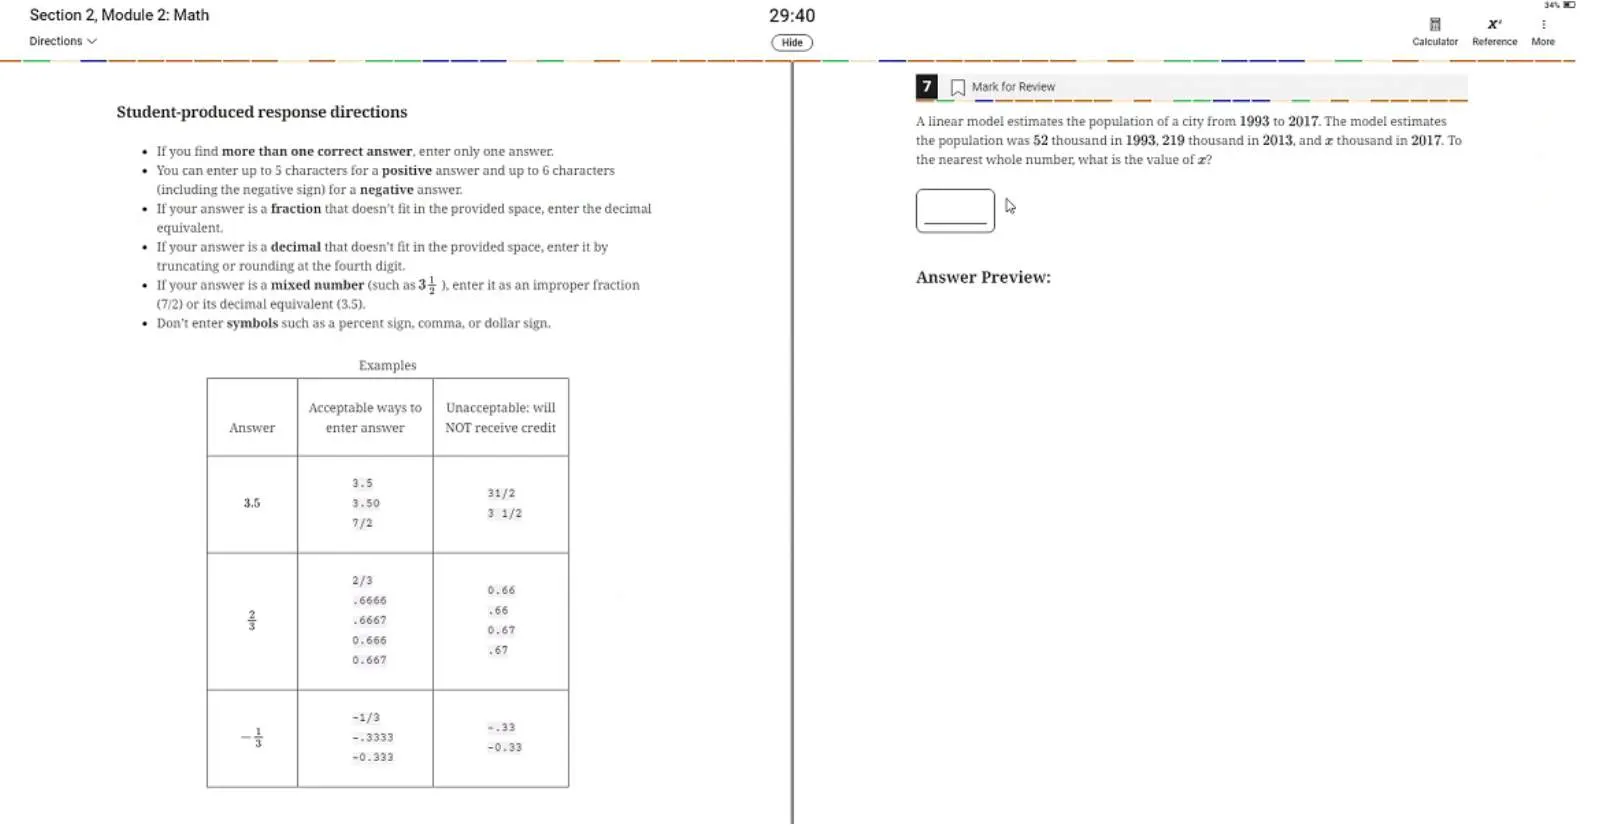 Section 2, Module 2: Math
Directions
29:40
Hide
34%
Calculator
Reference
More
Student-produced response directions
• If you find more than one correct answer, enter only one answer.
• You can enter up to 5 characters for a positive answer and up to 6 characters
(including the negative sign) for a negative answer.
• If your answer is a fraction that doesn't fit in the provided space, enter the decimal
equivalent.
• If your answer is a decimal that doesn't fit in the provided space, enter it by
truncating or rounding at the fourth digit.
• If your answer is a mixed number (such as 3 1/2 ), enter it as an improper fraction
(7/2) or its decimal equivalent (3.5).
• Don't enter symbols such as a percent sign, comma, or dollar sign.
Examples
Answer
Acceptable ways to
enter answer
Unacceptable: will
NOT receive credit
3.5
3.5
3.50
7/2
31/2
3 1/2
2/3
2/3
.6666
.6667
0.666
0.667
0.66
.66
0.67
.67
-1/3
-1/3
-.3333
-0.333
-.33
-0.33
7
Mark for Review
A linear model estimates the population of a city from 1993 to 2017. The model estimates
the population was 52 thousand in 1993, 219 thousand in 2013, and x thousand in 2017. To
the nearest whole number, what is the value of x?
Answer Preview: